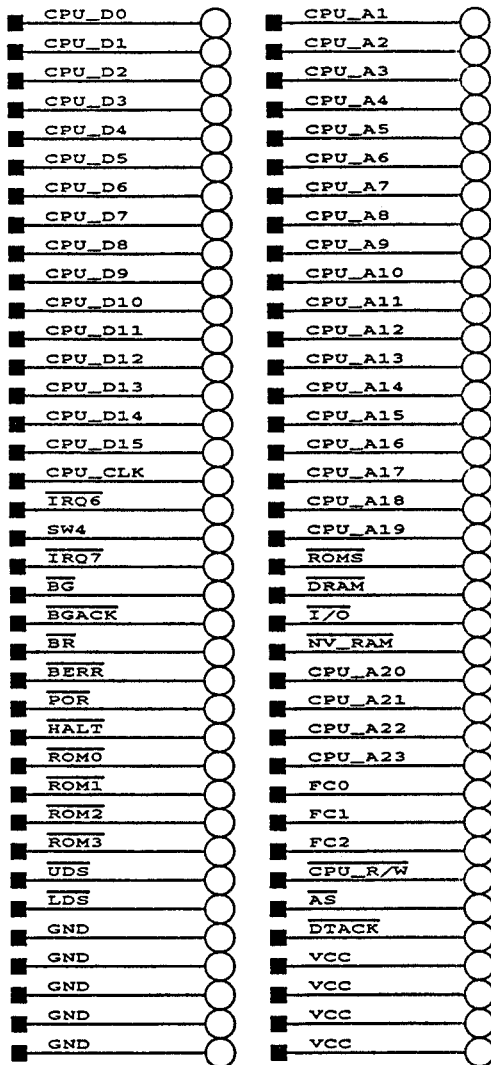 CPU_D0
CPU_D1
CPU_D2
CPU_D3
CPU_D4
CPU_D5
CPU_D6
CPU_D7
CPU_D8
CPU_D9
CPU_D10
CPU_D11
CPU_D12
CPU_D13
CPU_D14
CPU_D15
CPU_CLK
IRQ6
SW4
IRQ7
BG
BGACK
BR
BERR
POR
HALT
ROM0
ROM1
ROM2
ROM3
UDS
LDS
GND
GND
GND
GND
GND
CPU_A1
CPU_A2
CPU_A3
CPU_A4
CPU_A5
CPU_A6
CPU_A7
CPU_A8
CPU_A9
CPU_A10
CPU_A11
CPU_A12
CPU_A13
CPU_A14
CPU_A15
CPU_A16
CPU_A17
CPU_A18
CPU_A19
ROMS
DRAM
I/O
NV_RAM
CPU_A20
CPU_A21
CPU_A22
CPU_A23
FC0
FC1
FC2
CPU_R/W
AS
DTACK
VCC
VCC
VCC
VCC